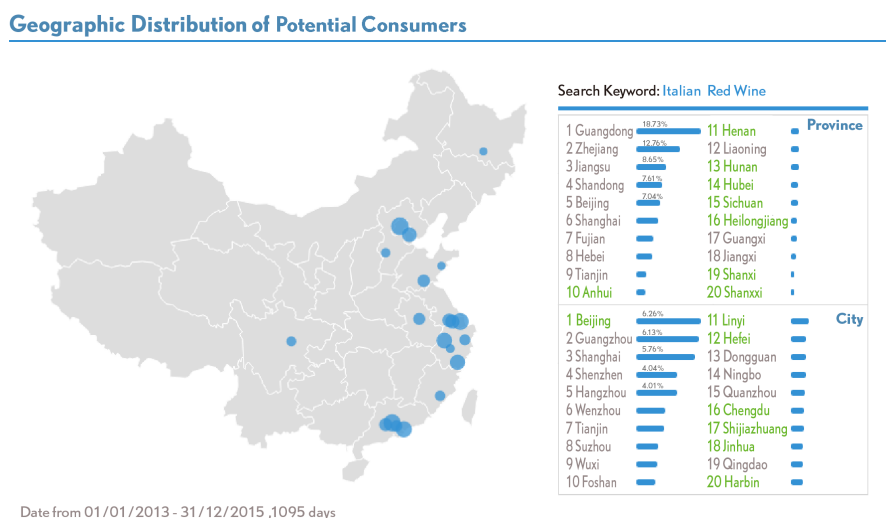 Geographic Distribution of Potential Consumers
Search Keyword: Italian Red Wine
Province
1 Guangdong 18.73%
2 Zhejiang 12.76%
3 Jiangsu 8.65%
4 Shandong 7.61%
5 Beijing 7.04%
6 Shanghai
7 Fujian
8 Hebei
9 Tianjin
10 Anhui
11 Henan
12 Liaoning
13 Hunan
14 Hubei
15 Sichuan
16 Heilongjiang
17 Guangxi
18 Jiangxi
19 Shanxi
20 Shanxxi
City
1 Beijing 6.26%
2 Guangzhou 6.13%
3 Shanghai 5.76%
4 Shenzhen 4.04%
5 Hangzhou 4.01%
6 Wenzhou
7 Tianjin
8 Suzhou
9 Wuxi
10 Foshan
11 Linyi
12 Hefei
13 Dongguan
14 Ningbo
15 Quanzhou
16 Chengdu
17 Shijiazhuang
18 Jinhua
19 Qingdao
20 Harbin
Date from 01/01/2013 - 31/12/2015 ,1095 days